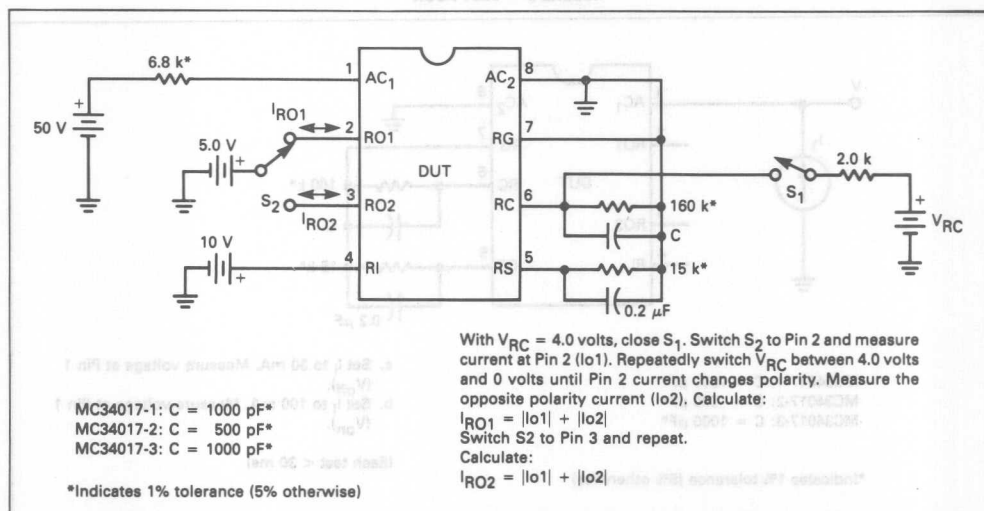 6.8 k*
50 V
+
1
AC1
AC2
8
IRO1
2
RO1
RG
7
5.0 V
+
DUT
S2
3
RO2
RC
6
IRO2
10 V
+
4
RI
RS
5
160 k*
C
15 k*
0.2 μF
S1
2.0 k
+
VRC
With VRC = 4.0 volts, close S1. Switch S2 to Pin 2 and measure
current at Pin 2 (Io1). Repeatedly switch VRC between 4.0 volts
and 0 volts until Pin 2 current changes polarity. Measure the
opposite polarity current (Io2). Calculate:
IRO1 = |Io1| + |Io2|
Switch S2 to Pin 3 and repeat.
Calculate:
IRO2 = |Io1| + |Io2|
MC34017-1: C = 1000 pF*
MC34017-2: C = 500 pF*
MC34017-3: C = 1000 pF*
*Indicates 1% tolerance (5% otherwise)